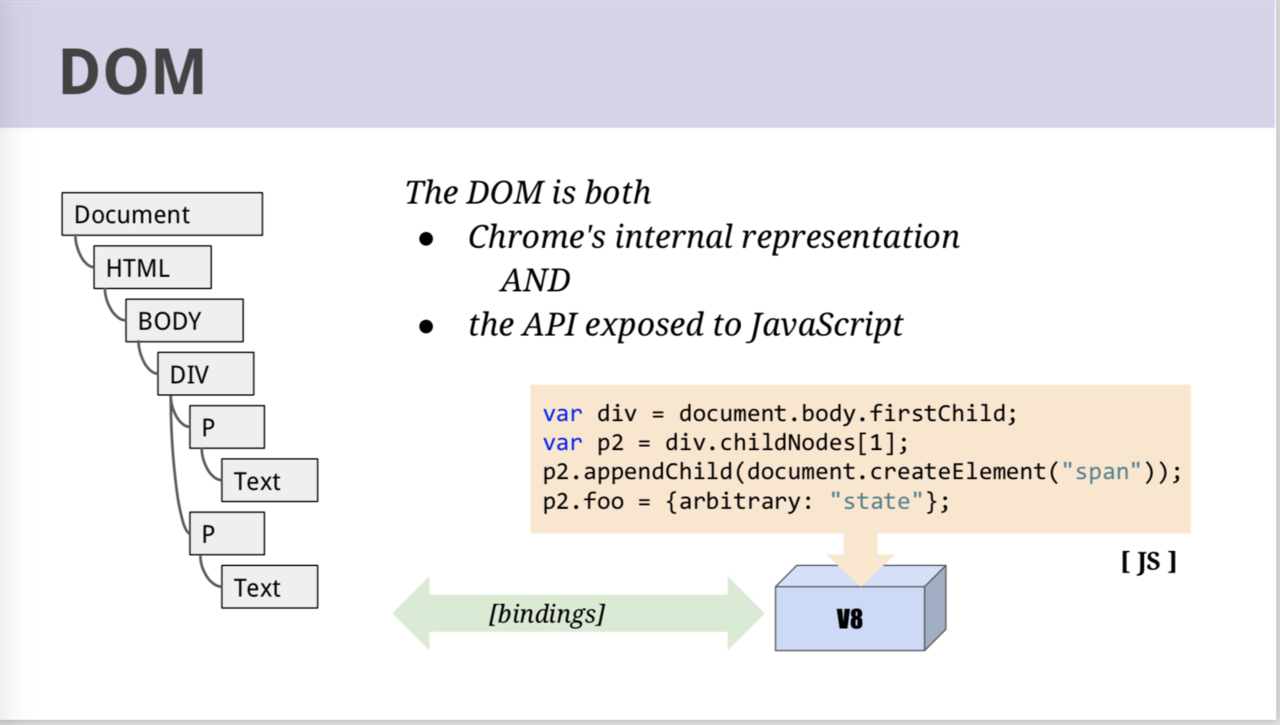 DOM
Document
HTML
BODY
DIV
P
Text
P
Text
The DOM is both
● Chrome's internal representation
AND
● the API exposed to JavaScript
var div = document.body.firstChild;
var p2 = div.childNodes[1];
p2.appendChild(document.createElement("span"));
p2.foo = {arbitrary: "state"};
[ JS ]
[bindings]
V8